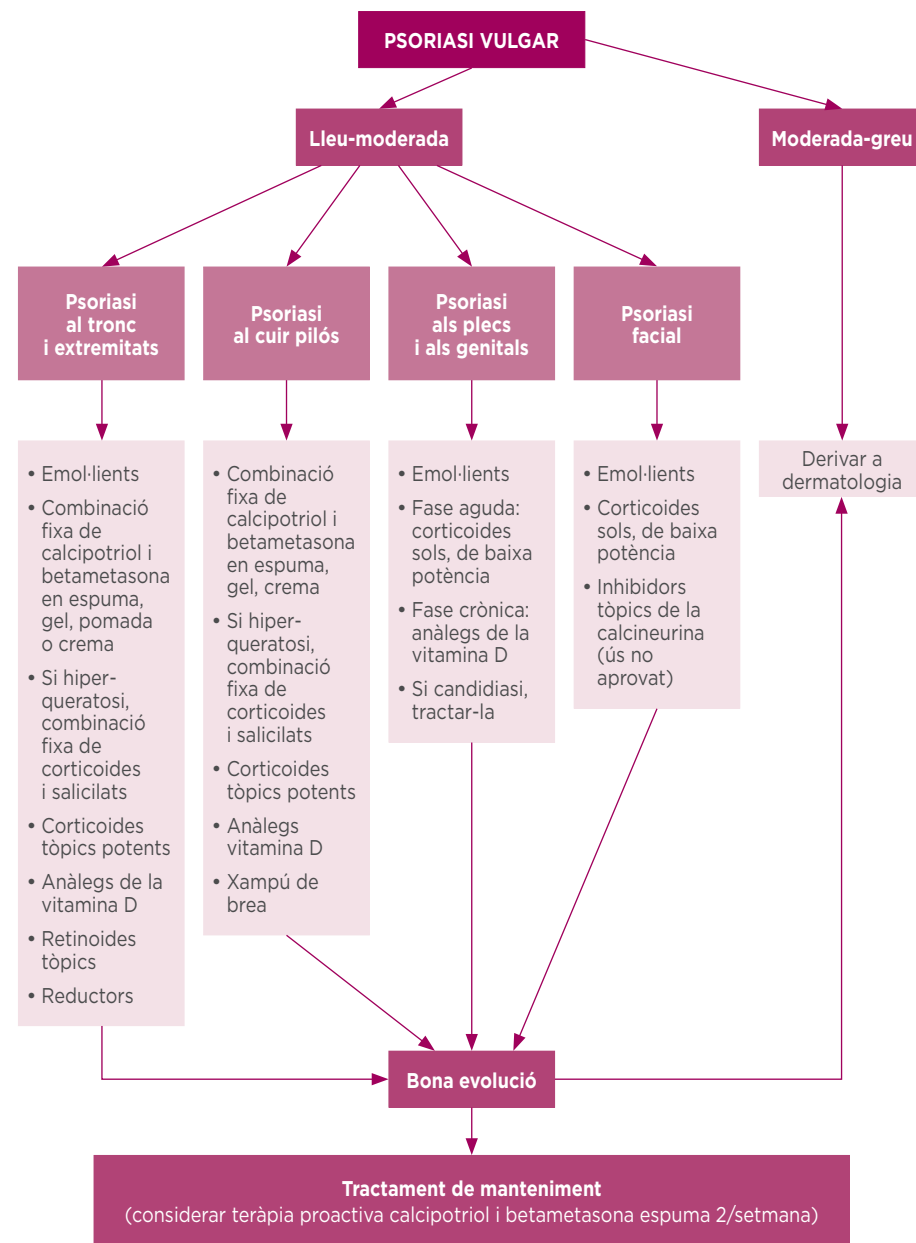 PSORIASI VULGAR
Lleu-moderada
Moderada-greu
Psoriasi
al tronc
i extremitats
Psoriasi
al cuir pilós
Psoriasi
als plecs
i als genitals
Psoriasi
facial
• Emol·lients
• Combinació
fixa de
calcipotriol i
betametasona
en espuma,
gel, pomada
o crema
• Si hiper-
queratosi,
combinació
fixa de
corticoides
i salicilats
• Corticoides
tòpics potents
• Anàlegs de la
vitamina D
• Retinoides
tòpics
• Reductors
• Combinació
fixa de
calcipotriol i
betametasona
en espuma,
gel, crema
• Si hiper-
queratosi,
combinació
fixa de
corticoides
i salicilats
• Corticoides
tòpics potents
• Anàlegs
vitamina D
• Xampú de
brea
• Emol·lients
• Fase aguda:
corticoides
sols, de baixa
potència
• Fase crònica:
anàlegs de la
vitamina D
• Si candidiasi,
tractar-la
• Emol·lients
• Corticoides
sols, de baixa
potència
• Inhibidors
tòpics de la
calcineurina
(ús no
aprovat)
Derivar a
dermatologia
Bona evolució
Tractament de manteniment
(considerar teràpia proactiva calcipotriol i betametasona espuma 2/setmana)